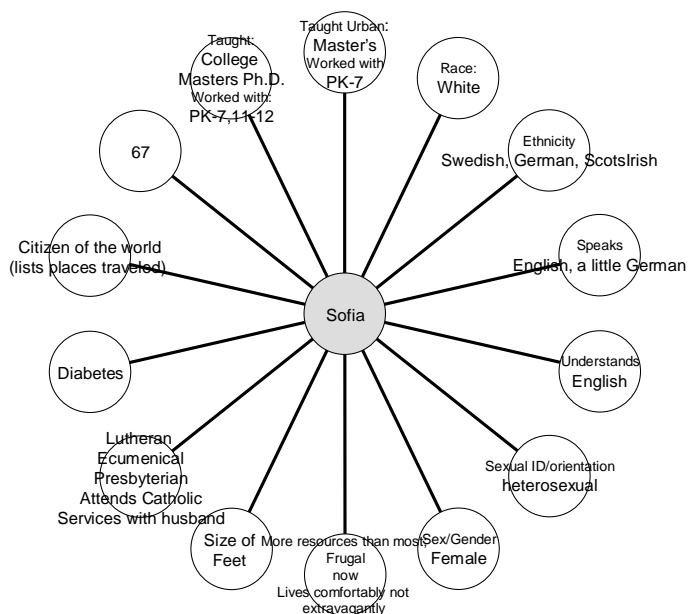 Taught Urban:
Master's
Worked with
PK-7
Race:
White
Ethnicity
Swedish, German, ScotsIrish
Speaks
English, a little German
Understands
English
Sexual ID/orientation
heterosexual
Sex/Gender
Female
More resources than most,
Frugal
now
Lives comfortably not
extravagantly
Size of
Feet
Lutheran
Ecumenical
Presbyterian
Attends Catholic
Services with husband
Diabetes
Citizen of the world
(lists places traveled)
67
Taught:
College
Masters Ph.D.
Worked with:
PK-7,11-12
Sofia